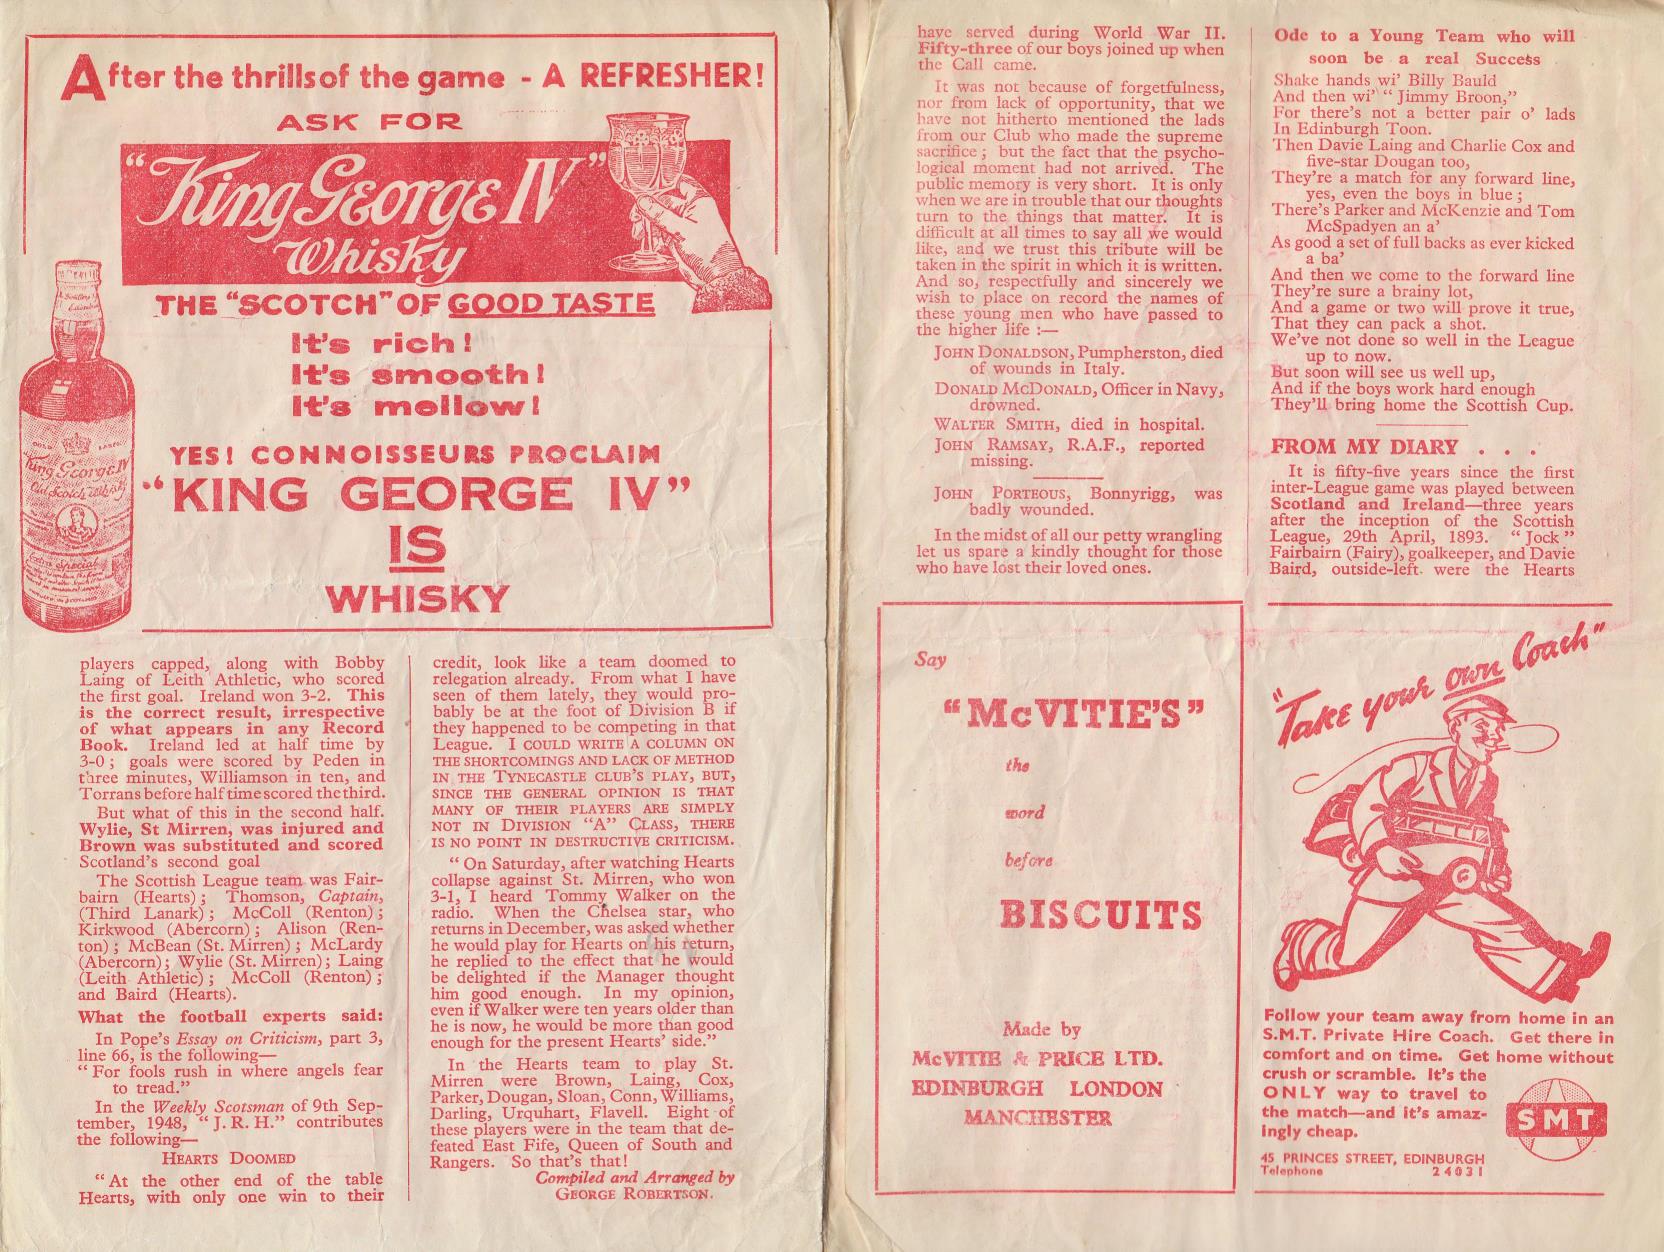 After the thrills of the game - A REFRESHER!
ASK FOR
"King George IV"
Whisky
THE "SCOTCH" OF GOOD TASTE
It's rich!
It's smooth!
It's mellow!
YES! CONNOISSEURS PROCLAIM
"KING GEORGE IV"
IS
WHISKY
King George IV
Old Scotch Whisky
Extra Special
players capped, along with Bobby
Laing of Leith Athletic, who scored
the first goal. Ireland won 3-2. This
is the correct result, irrespective
of what appears in any Record
Book. Ireland led at half time by
3-0; goals were scored by Peden in
three minutes, Williamson in ten, and
Torrans before half time scored the third.
But what of this in the second half.
Wylie, St Mirren, was injured and
Brown was substituted and scored
Scotland's second goal
The Scottish League team was Fair-
bairn (Hearts); Thomson, Captain,
(Third Lanark); McColl (Renton);
Kirkwood (Abercorn); Alison (Ren-
ton); McBean (St. Mirren); McLardy
(Abercorn); Wylie (St. Mirren); Laing
(Leith Athletic); McColl (Renton);
and Baird (Hearts).
What the football experts said:
In Pope's Essay on Criticism, part 3,
line 66, is the following—
"For fools rush in where angels fear
to tread."
In the Weekly Scotsman of 9th Sep-
tember, 1948, "J. R. H." contributes
the following—
HEARTS DOOMED
"At the other end of the table
Hearts, with only one win to their
credit, look like a team doomed to
relegation already. From what I have
seen of them lately, they would pro-
bably be at the foot of Division B if
they happened to be competing in that
League. I COULD WRITE A COLUMN ON
THE SHORTCOMINGS AND LACK OF METHOD
IN THE TYNECASTLE CLUB'S PLAY, BUT,
SINCE THE GENERAL OPINION IS THAT
MANY OF THEIR PLAYERS ARE SIMPLY
NOT IN DIVISION "A" CLASS, THERE
IS NO POINT IN DESTRUCTIVE CRITICISM.
"On Saturday, after watching Hearts
collapse against St. Mirren, who won
3-1, I heard Tommy Walker on the
radio. When the Chelsea star, who
returns in December, was asked whether
he would play for Hearts on his return,
he replied to the effect that he would
be delighted if the Manager thought
him good enough. In my opinion,
even if Walker were ten years older than
he is now, he would be more than good
enough for the present Hearts' side."
In the Hearts team to play St.
Mirren were Brown, Laing, Cox,
Parker, Dougan, Sloan, Conn, Williams,
Darling, Urquhart, Flavell. Eight of
these players were in the team that de-
feated East Fife, Queen of South and
Rangers. So that's that!
Compiled and Arranged by
GEORGE ROBERTSON.
have served during World War II.
Fifty-three of our boys joined up when
the Call came.
It was not because of forgetfulness,
nor from lack of opportunity, that we
have not hitherto mentioned the lads
from our Club who made the supreme
sacrifice; but the fact that the psycho-
logical moment had not arrived. The
public memory is very short. It is only
when we are in trouble that our thoughts
turn to the things that matter. It is
difficult at all times to say all we would
like, and we trust this tribute will be
taken in the spirit in which it is written.
And so, respectfully and sincerely we
wish to place on record the names of
these young men who have passed to
the higher life :—
JOHN DONALDSON, Pumpherston, died
of wounds in Italy.
DONALD MCDONALD, Officer in Navy,
drowned.
WALTER SMITH, died in hospital.
JOHN RAMSAY, R.A.F., reported
missing.
JOHN PORTEOUS, Bonnyrigg, was
badly wounded.
In the midst of all our petty wrangling
let us spare a kindly thought for those
who have lost their loved ones.
Ode to a Young Team who will
soon be a real Success
Shake hands wi' Billy Bauld
And then wi' "Jimmy Broon,"
For there's not a better pair o' lads
In Edinburgh Toon.
Then Davie Laing and Charlie Cox and
five-star Dougan too,
They're a match for any forward line,
yes, even the boys in blue;
There's Parker and McKenzie and Tom
McSpadyen an a'
As good a set of full backs as ever kicked
a ba'
And then we come to the forward line
They're sure a brainy lot,
And a game or two will prove it true,
That they can pack a shot.
We've not done so well in the League
up to now.
But soon will see us well up,
And if the boys work hard enough
They'll bring home the Scottish Cup.
FROM MY DIARY . . .
It is fifty-five years since the first
inter-League game was played between
Scotland and Ireland—three years
after the inception of the Scottish
League, 29th April, 1893. "Jock"
Fairbairn (Fairy), goalkeeper, and Davie
Baird, outside-left were the Hearts
Say
"McVITIE'S"
the
word
before
BISCUITS
Made by
McVITIE & PRICE LTD.
EDINBURGH LONDON
MANCHESTER
"Take your own Coach"
Follow your team away from home in an
S.M.T. Private Hire Coach. Get there in
comfort and on time. Get home without
crush or scramble. It's the
ONLY way to travel to
the match—and it's amaz-
ingly cheap.
SMT
45 PRINCES STREET, EDINBURGH
Telephone 24031